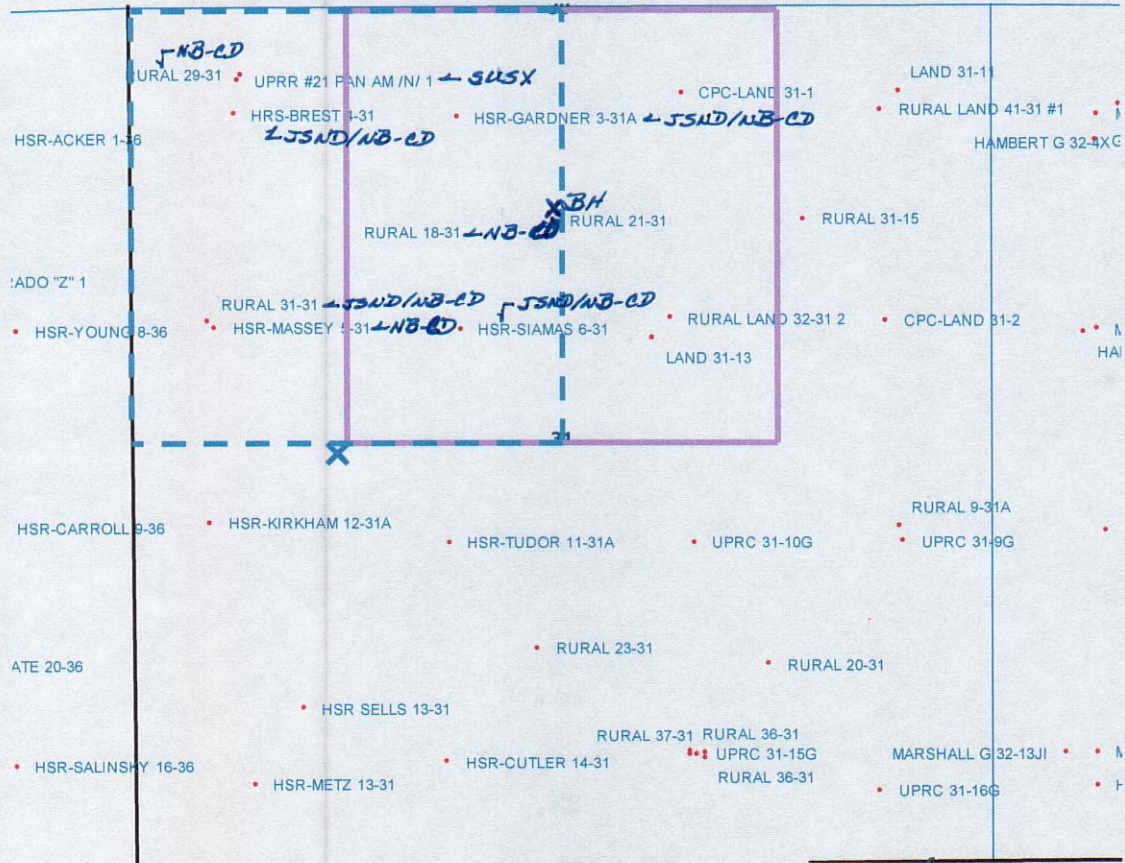 NB-CD
RURAL 29-31
UPRR #21 PAN AM /N/ 1 ← SUSX
LAND 31-11
CPC-LAND 31-1
RURAL LAND 41-31 #1
HRS-BREST 4-31
HSR-GARDNER 3-31A ← JSND/NB-CD
JSND/NB-CD
HSR-ACKER 1-36
HAMBERT G 32-4X
X BH
RURAL 21-31
RURAL 31-15
RURAL 18-31 ← NB-CD
ADO "Z" 1
RURAL 31-31 ← JSND/NB-CD
JSND/NB-CD
HSR-YOUNG 8-36
HSR-MASSEY 5-31 ← NB-CD
HSR-SIAMAS 6-31
RURAL LAND 32-31 2
CPC-LAND 31-2
LAND 31-13
HA
31
X
RURAL 9-31A
HSR-CARROLL 9-36
HSR-KIRKHAM 12-31A
HSR-TUDOR 11-31A
UPRC 31-10G
UPRC 31-9G
RURAL 23-31
ATE 20-36
RURAL 20-31
HSR SELLS 13-31
RURAL 37-31
RURAL 36-31
UPRC 31-15G
MARSHALL G 32-13JI
HSR-SALINSKY 16-36
HSR-CUTLER 14-31
RURAL 36-31
HSR-METZ 13-31
UPRC 31-16G